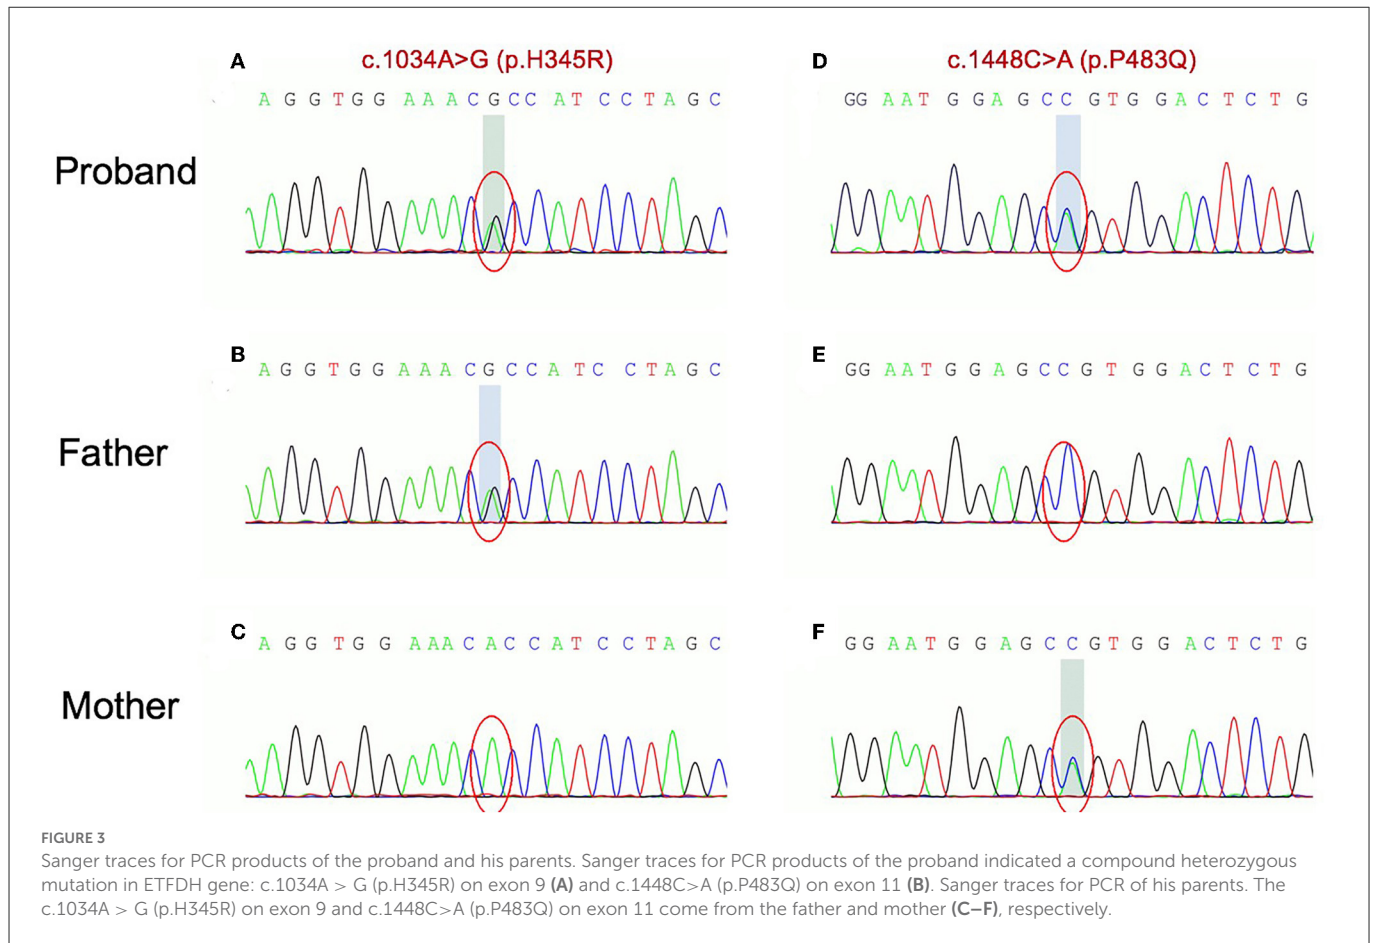 A c.1034A>G (p.H345R) D c.1448C>A (p.P483Q)
A G G T G G A A A C G C C A T C C T A G C GG AAT G G A G C C G T G G A C T C T G
Proband
B E
A G G T G G A A A C G C C A T C C T A G C GG AAT G G A G C C G T G G A C T C T G
Father
C F
A G G T G G A A A C A C C A T C C T A G C G G A A T G G A G C C G T G G A C T C T G
Mother
FIGURE 3
Sanger traces for PCR products of the proband and his parents. Sanger traces for PCR products of the proband indicated a compound heterozygous
mutation in ETFDH gene: c.1034A > G (p.H345R) on exon 9 (A) and c.1448C>A (p.P483Q) on exon 11 (B). Sanger traces for PCR of his parents. The
c.1034A > G (p.H345R) on exon 9 and c.1448C>A (p.P483Q) on exon 11 come from the father and mother (C–F), respectively.